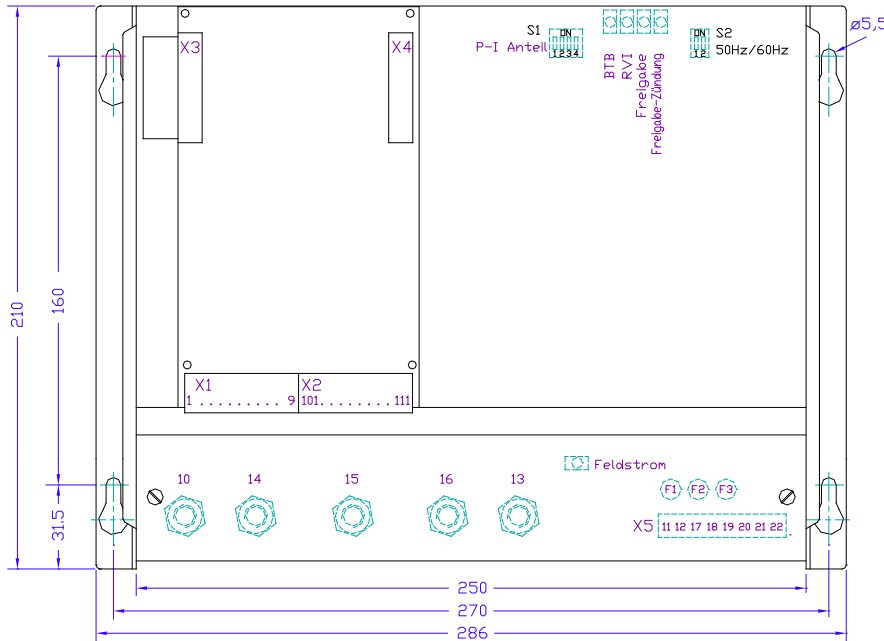 S1
ON
P-I Anteil
1234
BTB
RVI
Freigabe
Freigabe-Zündung
ON
S2
12
50Hz/60Hz
ø5,5
X3
X4
210
160
31.5
X1
1 . . . . . . . . . 9
X2
101. . . . . . . . 111
10
14
15
16
13
Feldstrom
F1
F2
F3
X5
11 12 17 18 19 20 21 22
250
270
286